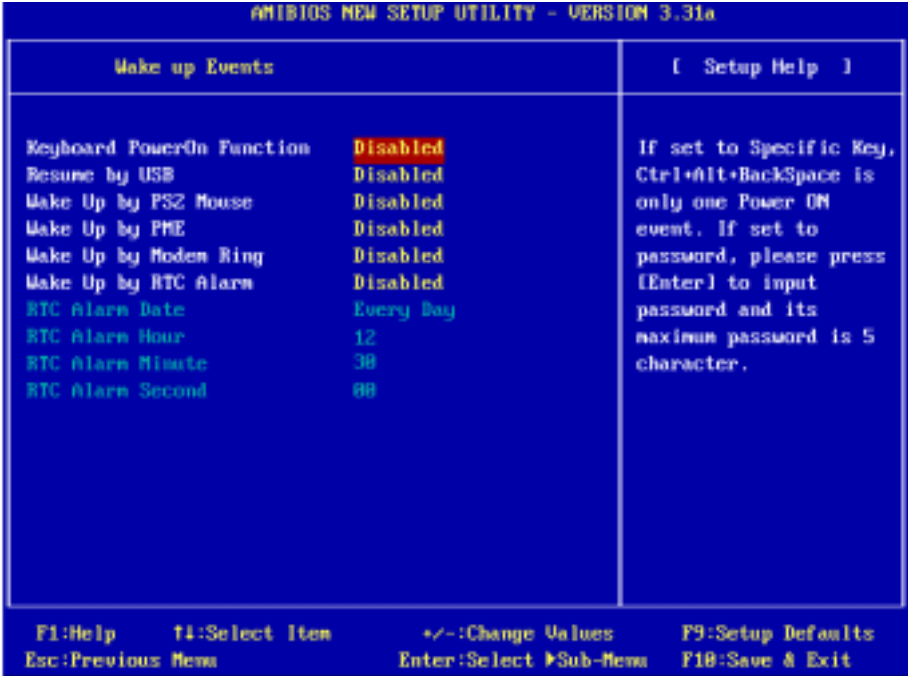 AMIBIOS NEW SETUP UTILITY - VERSION 3.31a
Wake up Events
[ Setup Help ]
Keyboard PowerOn Function Disabled
Resume by USB Disabled
Wake Up by PS2 Mouse Disabled
Wake Up by PME Disabled
Wake Up by Modem Ring Disabled
Wake Up by RTC Alarm Disabled
RTC Alarm Date Every Day
RTC Alarm Hour 12
RTC Alarm Minute 30
RTC Alarm Second 00
If set to Specific Key,
Ctrl+Alt+BackSpace is
only one Power ON
event. If set to
password, please press
[Enter] to input
password and its
maximum password is 5
character.
F1:Help ↑↓:Select Item +/-:Change Values F9:Setup Defaults
Esc:Previous Menu Enter:Select ▶Sub-Menu F10:Save & Exit